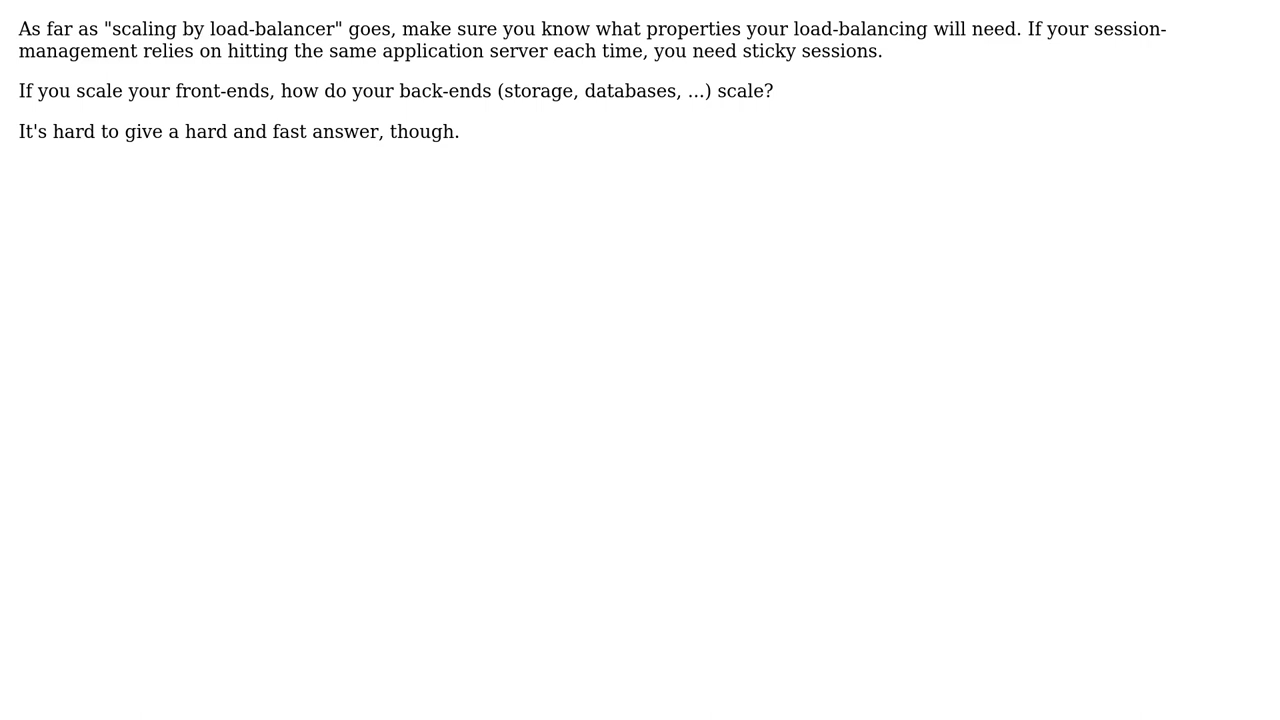 As far as "scaling by load-balancer" goes, make sure you know what properties your load-balancing will need. If your session-
management relies on hitting the same application server each time, you need sticky sessions.
If you scale your front-ends, how do your back-ends (storage, databases, ...) scale?
It's hard to give a hard and fast answer, though.